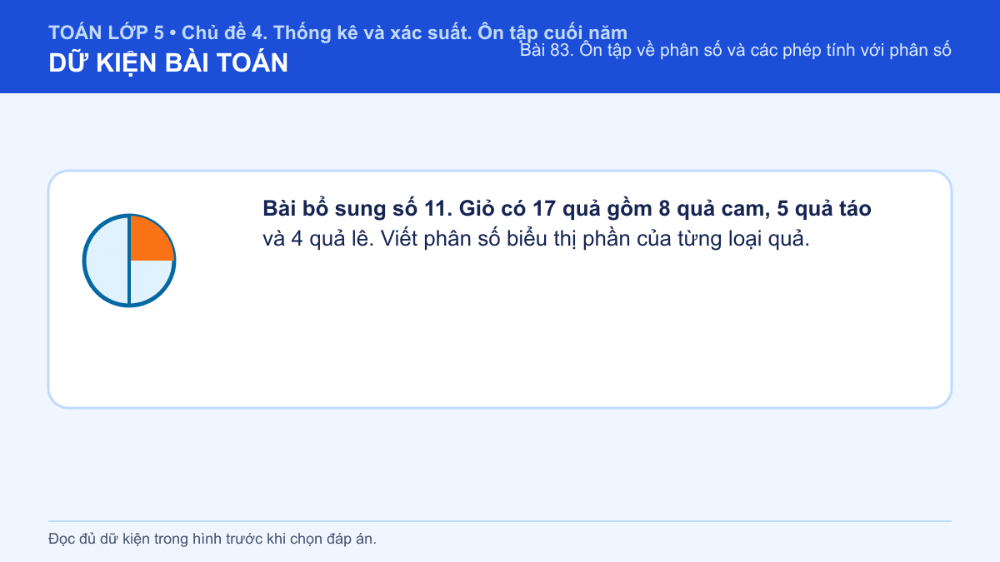 TOÁN LỚP 5 • Chủ đề 4. Thống kê và xác suất. Ôn tập cuối năm
Bài 83. Ôn tập về phân số và các phép tính với phân số
DỮ KIỆN BÀI TOÁN
Bài bổ sung số 11. Giỏ có 17 quả gồm 8 quả cam, 5 quả táo
và 4 quả lê. Viết phân số biểu thị phần của từng loại quả.
Đọc đủ dữ kiện trong hình trước khi chọn đáp án.